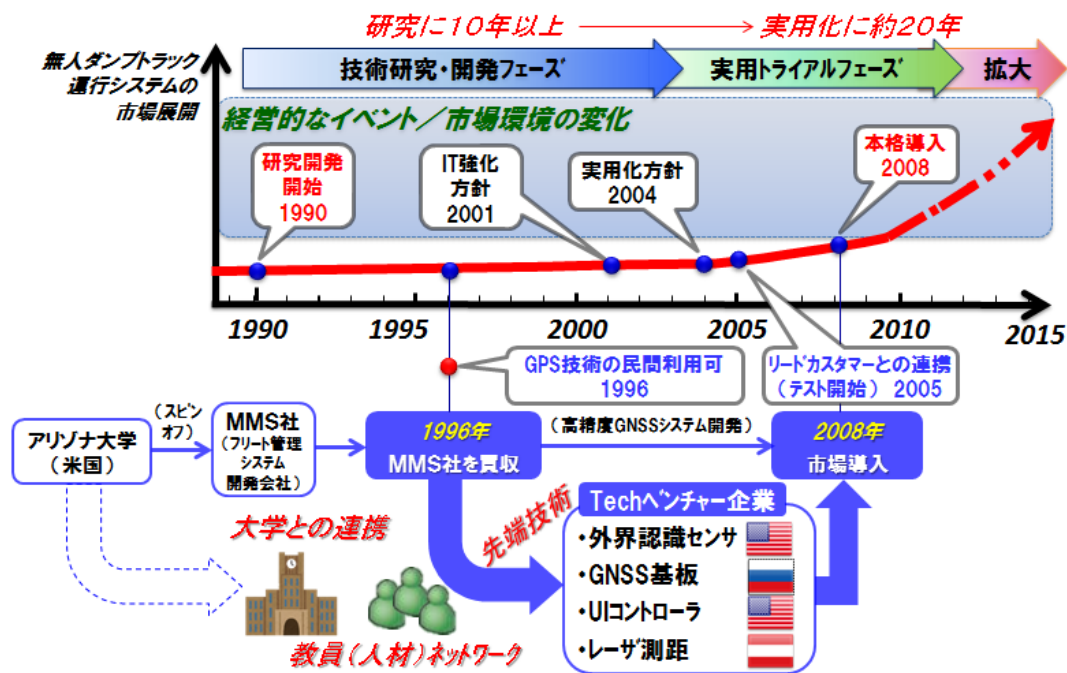 研究に10年以上
実用化に約20年
無人ダンプトラック
運行システムの
市場展開
技術研究・開発フェーズ
実用トライアルフェーズ
拡大
経営的なイベント／市場環境の変化
研究開発
開始
1990
IT強化
方針
2001
実用化方針
2004
本格導入
2008
1990
1995
2000
2005
2010
2015
GPS技術の民間利用可
1996
リードカスタマーとの連携
（テスト開始） 2005
アリゾナ大学
（米国）
（スピン
オフ）
MMS社
（フリート管理
システム
開発会社）
1996年
MMS社を買収
（高精度GNSSシステム開発）
2008年
市場導入
大学との連携
教員（人材）ネットワーク
先端技術
Techベンチャー企業
・外界認識センサ
・GNSS基板
・UIコントローラ
・レーザ測距